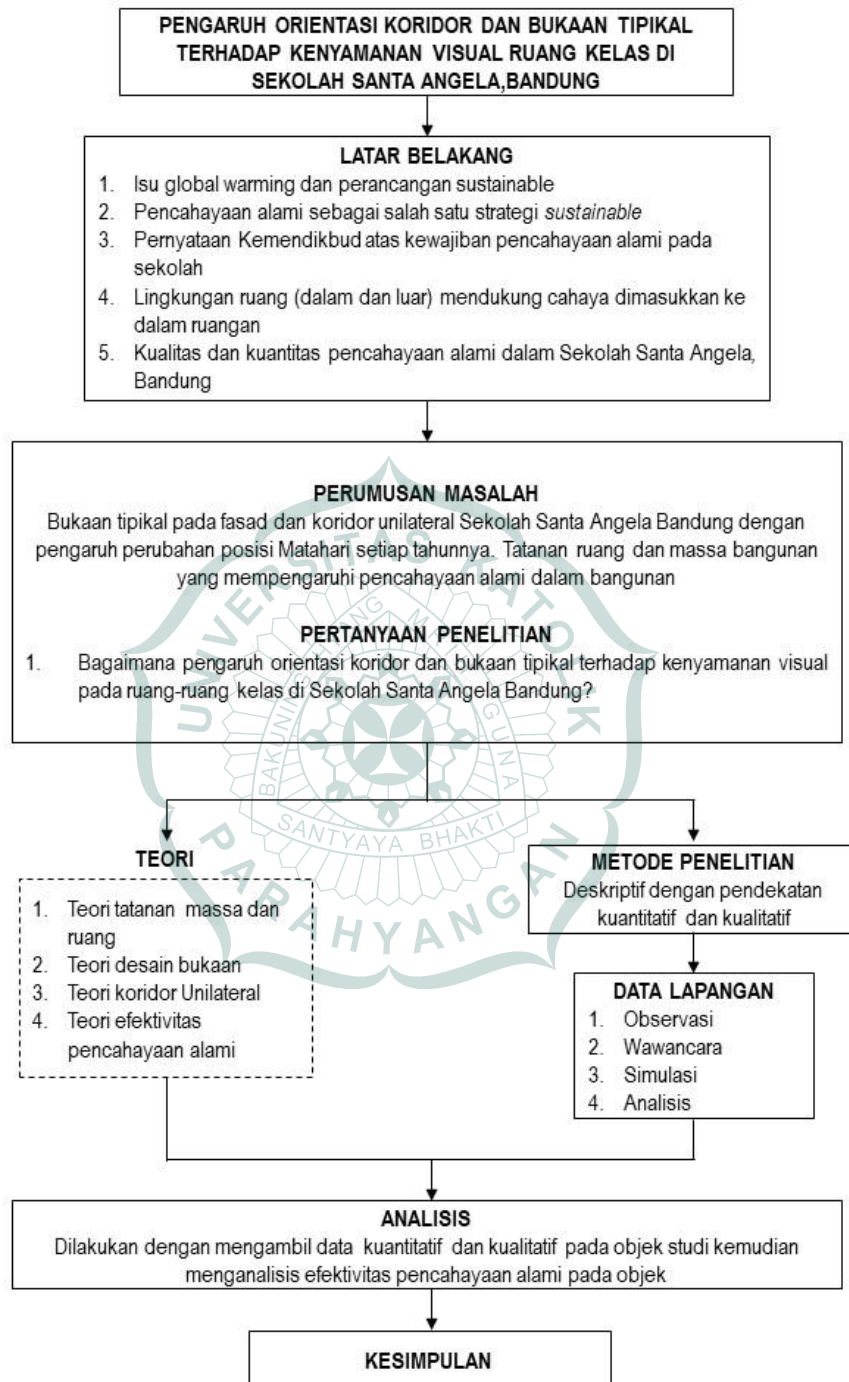 PENGARUH ORIENTASI KORIDOR DAN BUKAAN TIPIKAL
TERHADAP KENYAMANAN VISUAL RUANG KELAS DI
SEKOLAH SANTA ANGELA,BANDUNG
LATAR BELAKANG
1. Isu global warming dan perancangan sustainable
2. Pencahayaan alami sebagai salah satu strategi sustainable
3. Pernyataan Kemendikbud atas kewajiban pencahayaan alami pada
sekolah
4. Lingkungan ruang (dalam dan luar) mendukung cahaya dimasukkan ke
dalam ruangan
5. Kualitas dan kuantitas pencahayaan alami dalam Sekolah Santa Angela,
Bandung
PERUMUSAN MASALAH
Bukaan tipikal pada fasad dan koridor unilateral Sekolah Santa Angela Bandung dengan
pengaruh perubahan posisi Matahari setiap tahunnya. Tatanan ruang dan massa bangunan
yang mempengaruhi pencahayaan alami dalam bangunan
PERTANYAAN PENELITIAN
1. Bagaimana pengaruh orientasi koridor dan bukaan tipikal terhadap kenyamanan visual
pada ruang-ruang kelas di Sekolah Santa Angela Bandung?
TEORI
1. Teori tatanan massa dan
ruang
2. Teori desain bukaan
3. Teori koridor Unilateral
4. Teori efektivitas
pencahayaan alami
METODE PENELITIAN
Deskriptif dengan pendekatan
kuantitatif dan kualitatif
DATA LAPANGAN
1. Observasi
2. Wawancara
3. Simulasi
4. Analisis
ANALISIS
Dilakukan dengan mengambil data kuantitatif dan kualitatif pada objek studi kemudian
menganalisis efektivitas pencahayaan alami pada objek
KESIMPULAN
UNIVERSITAS KATOLIK
PARAHYANGAN
BAKUNING HYANG MRIH GUNA
SANTYAYA BHAKTI